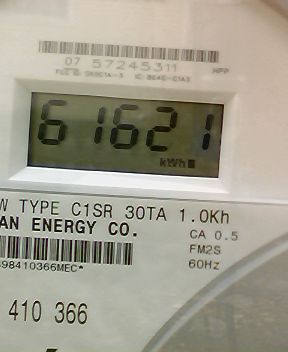 07 57245311
HPP
61621
kWh
TYPE C1SR 30TA 1.0Kh
AN ENERGY CO.
CA 0.5
FM2S
60Hz
98410366MEC*
410 366